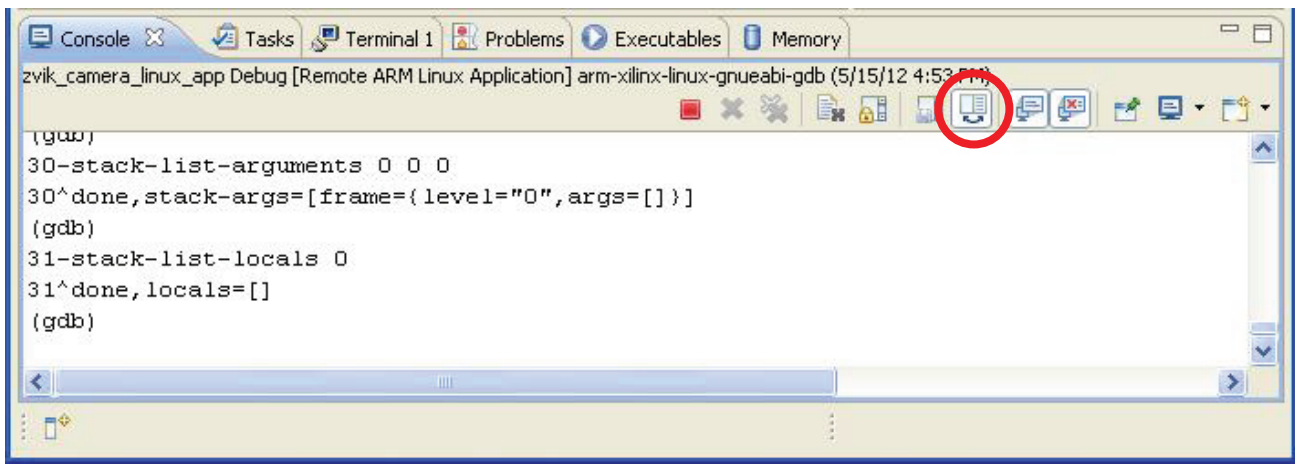 Console Tasks Terminal 1 Problems Executables Memory
zvik_camera_linux_app Debug [Remote ARM Linux Application] arm-xilinx-linux-gnueabi-gdb (5/15/12 4:53 PM)
(gdb)
30-stack-list-arguments 0 0 0
30^done,stack-args=[frame={level="0",args=[]}]
(gdb)
31-stack-list-locals 0
31^done,locals=[]
(gdb)